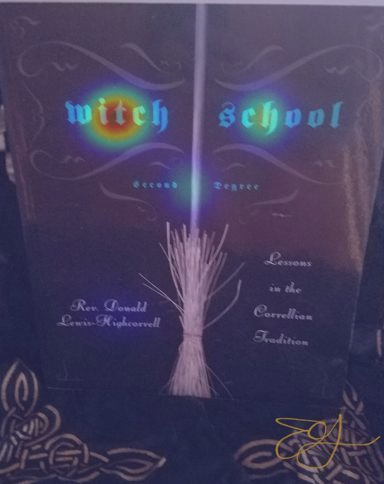 witch school
Second Degree
Lessons
in the
Correllian
Tradition
Rev. Donald
Lewis-Highcorrell